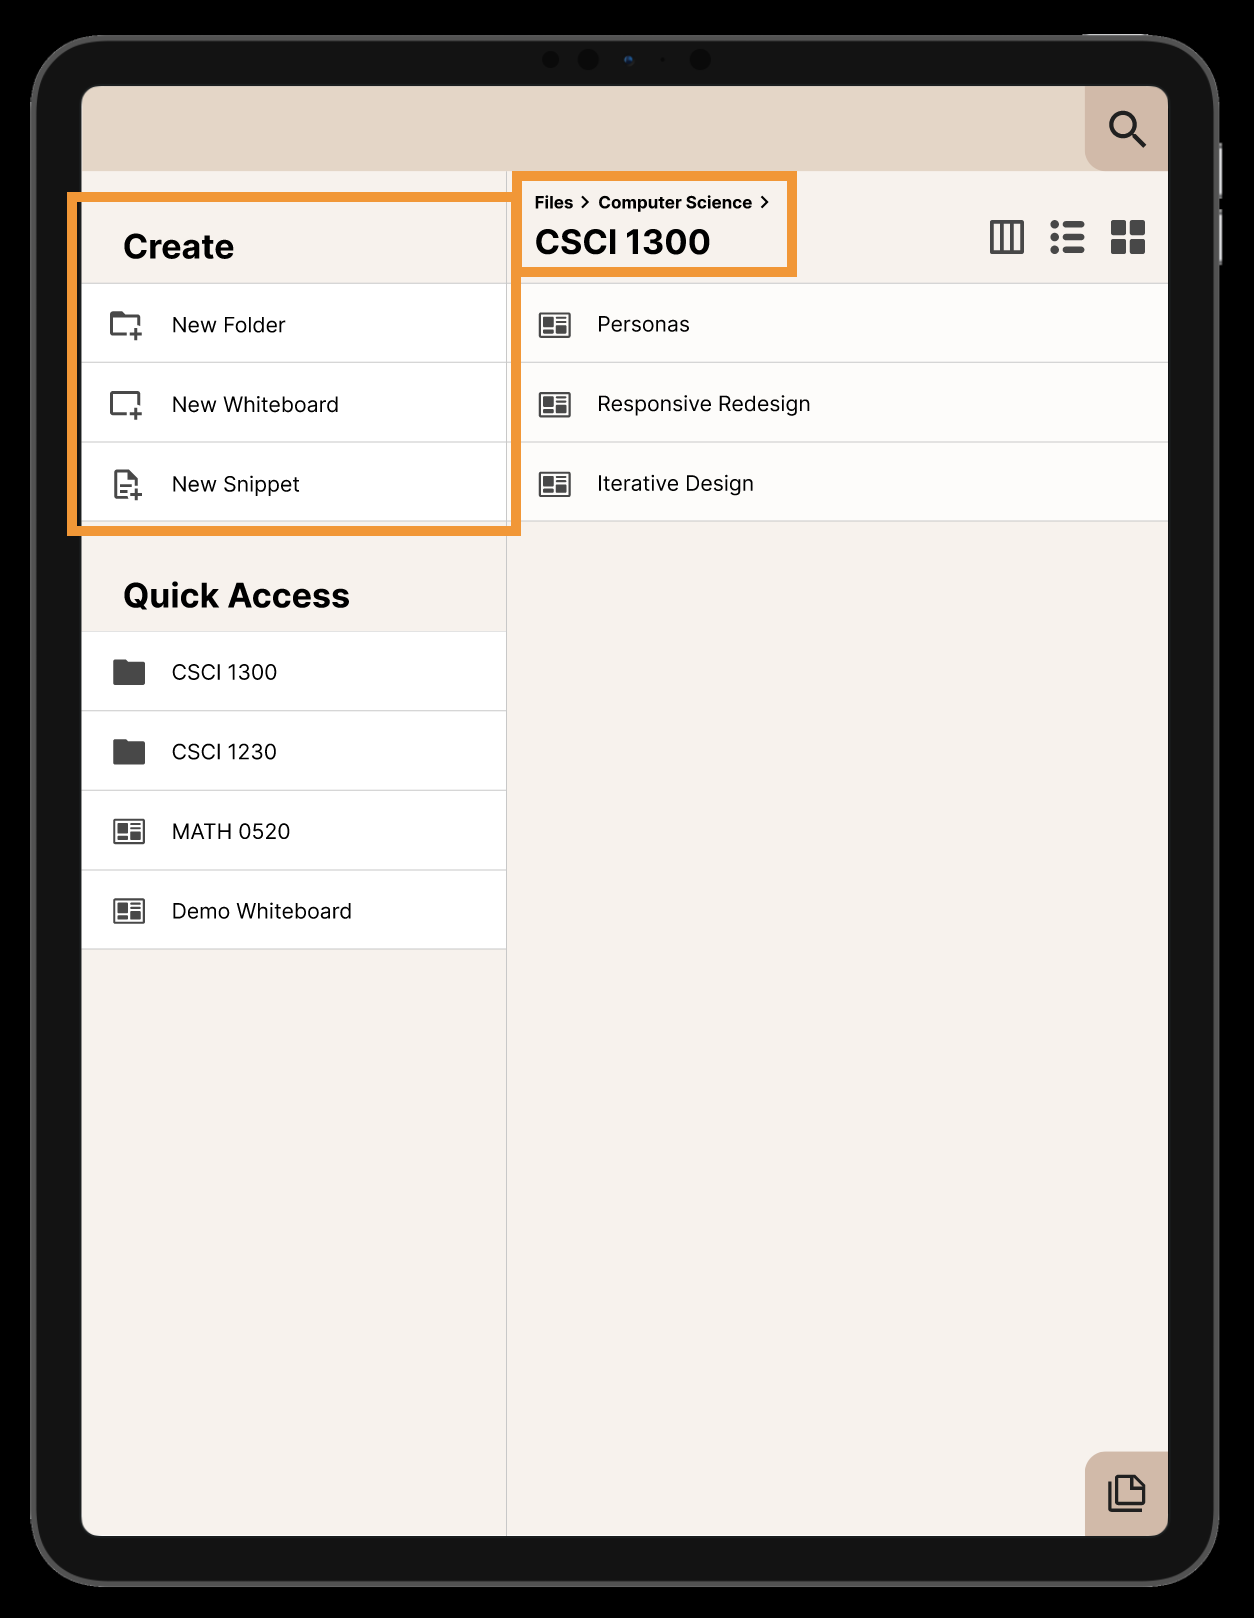 Create
New Folder
New Whiteboard
New Snippet
Quick Access
CSCI 1300
CSCI 1230
MATH 0520
Demo Whiteboard
Files > Computer Science >
CSCI 1300
Personas
Responsive Redesign
Iterative Design